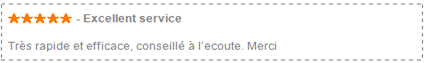 - Excellent service
Très rapide et efficace, conseillé à l'ecoute. Merci